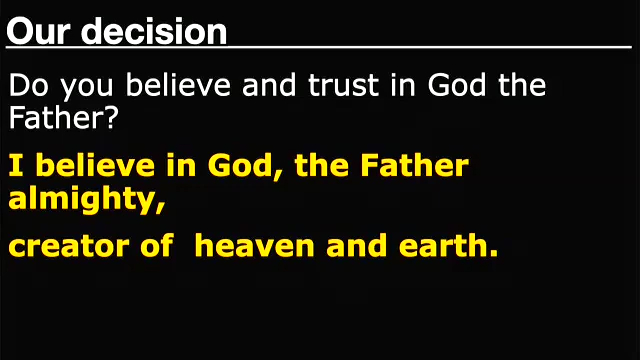 Our decision
Do you believe and trust in God the
Father?
I believe in God, the Father
almighty,
creator of heaven and earth.